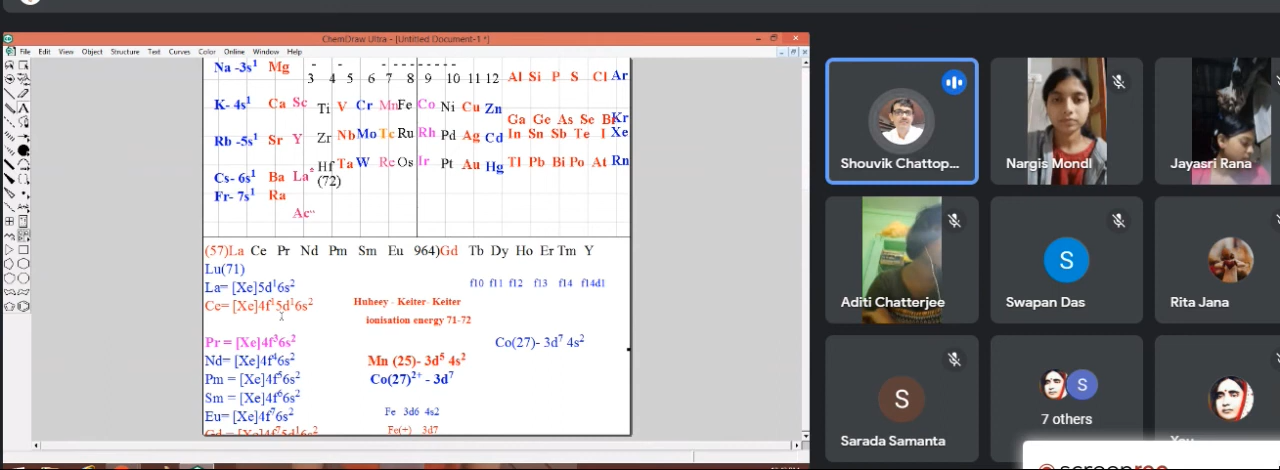 ChemDraw Ultra - [Untitled Document-1 *]
File Edit View Object Structure Text Curves Color Online Window Help
Na -3s¹ Mg 3 4 5 6 7 8 9 10 11 12 Al Si P S Cl Ar
K- 4s¹ Ca Sc Ti V Cr Mn Fe Co Ni Cu Zn
Ga Ge As Se Br Kr
Rb -5s¹ Sr Y Zr Nb Mo Tc Ru Rh Pd Ag Cd In Sn Sb Te I Xe
Cs- 6s¹ Ba La* Hf Ta W Re Os Ir Pt Au Hg Tl Pb Bi Po At Rn
(72)
Fr- 7s¹ Ra
Ac
(57)La Ce Pr Nd Pm Sm Eu 964)Gd Tb Dy Ho Er Tm Y
Lu(71)
La= [Xe]5d¹6s² f10 f11 f12 f13 f14 f14d1
Ce= [Xe]4f¹5d¹6s² Huheey - Keiter- Keiter
ionisation energy 71-72
Pr = [Xe]4f³6s² Co(27)- 3d⁷ 4s²
Nd= [Xe]4f⁴6s² Mn (25)- 3d⁵ 4s²
Pm = [Xe]4f⁵6s² Co(27)²⁺ - 3d⁷
Sm = [Xe]4f⁶6s²
Eu= [Xe]4f⁷6s² Fe 3d6 4s2
Gd = [Xe]4f⁷5d¹6s² Fe(+) 3d7
Shouvik Chattop...
Nargis Mondl
Jayasri Rana
Aditi Chatterjee
S
Swapan Das
Rita Jana
S
Sarada Samanta
S
7 others
You
screenrec